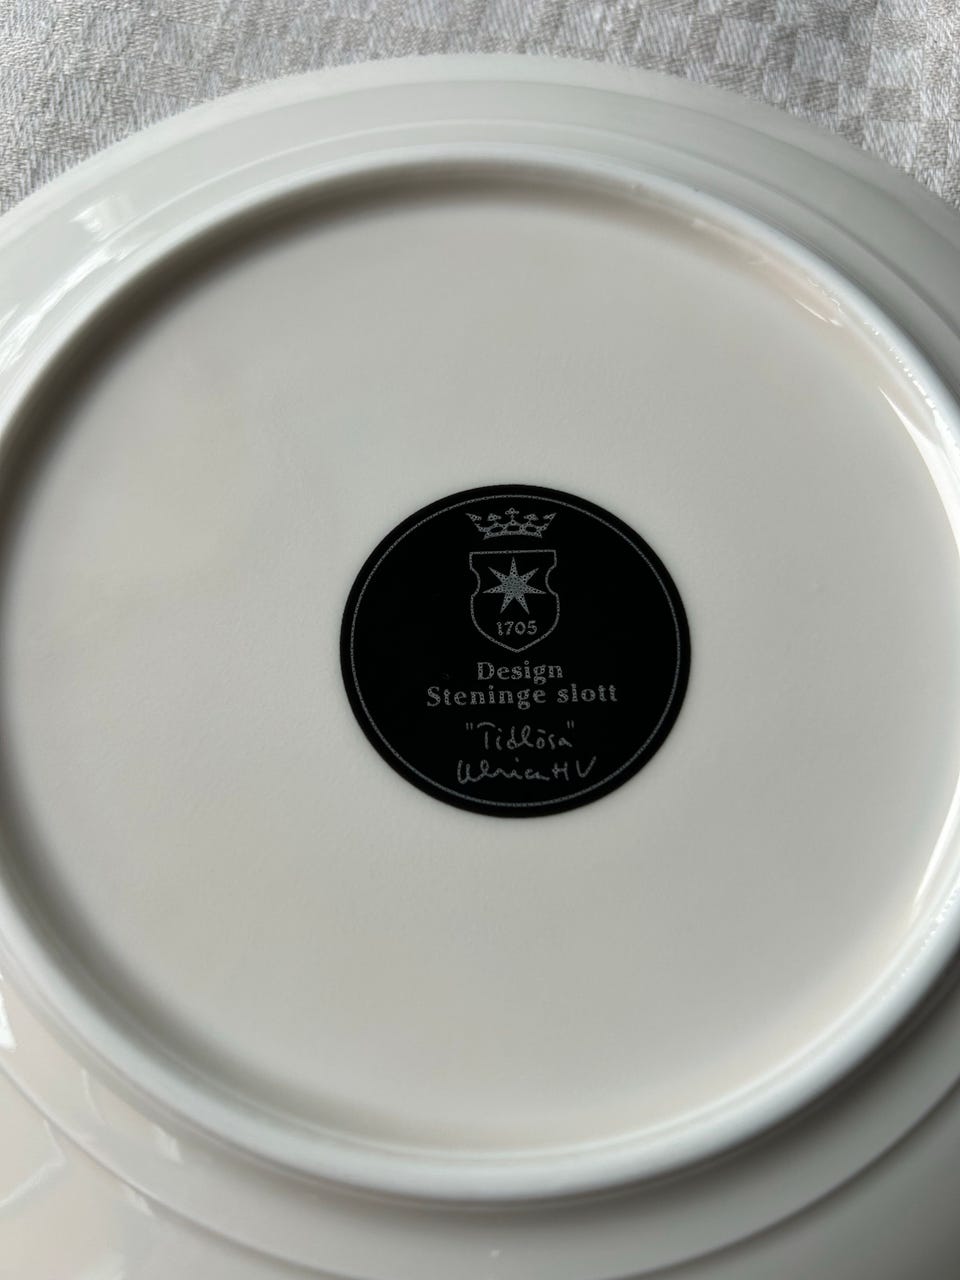 1705
Design
Steninge slott
"Tidlösa"
Ulrica HV